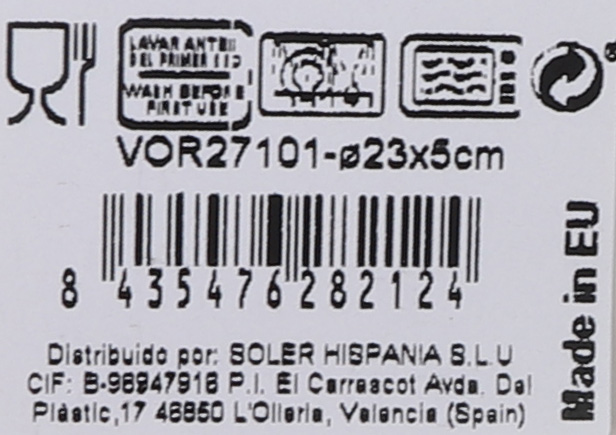 LAVAR ANTES
DEL PRIMER USO
WASH BEFORE
FIRST USE
VOR27101-ø23x5cm
8 435476 282124
Made in EU
Distribuido por: SOLER HISPANIA S.L.U
CIF: B-96947916 P.I. El Carrascot Avda. Del
Plàstic,17 46850 L'Olleria, Valencia (Spain)